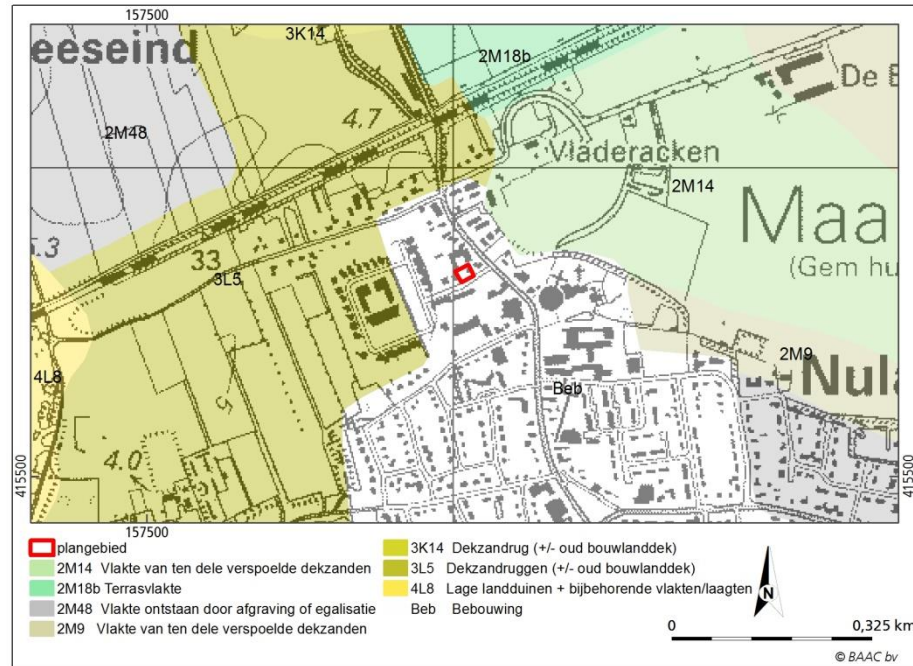 157500
eeseind
3K14
2M18b
De B
4.7
2M48
Vladeracken
2M14
Maa
(Gem hu
5.3
33
3L5
2M9
4L8
Nula
Beb
5
4.0
415500
415500
157500
plangebied
2M14 Vlakte van ten dele verspoelde dekzanden
2M18b Terrasvlakte
2M48 Vlakte ontstaan door afgraving of egalisatie
2M9 Vlakte van ten dele verspoelde dekzanden
3K14 Dekzandrug (+/- oud bouwlanddek)
3L5 Dekzandruggen (+/- oud bouwlanddek)
4L8 Lage landduinen + bijbehorende vlakten/laagten
Beb Bebouwing
N
0 0,325 km
© BAAC bv